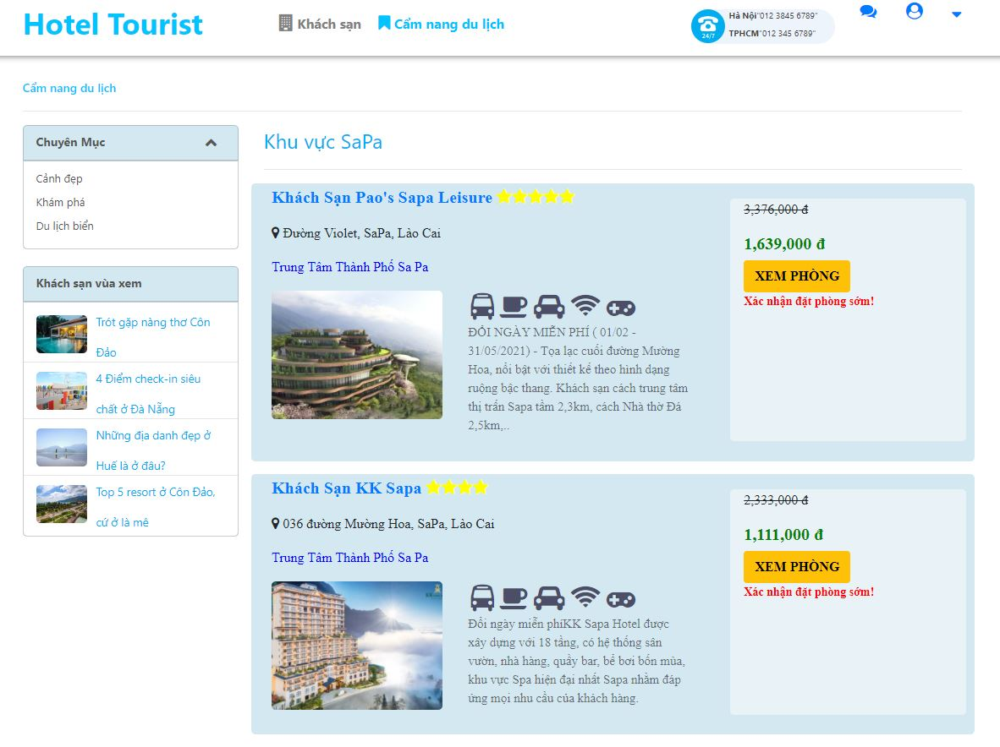 Hotel Tourist
Khách sạn
Cẩm nang du lịch
24/7
Hà Nội"012 3845 6789"
TPHCM"012 345 6789"
Cẩm nang du lịch
Chuyên Mục
Cảnh đẹp
Khám phá
Du lịch biển
Khách sạn vùa xem
Trót gặp nàng thơ Côn
Đảo
4 Điểm check-in siêu
chất ở Đà Nẵng
Những địa danh đẹp ở
Huế là ở đâu?
Top 5 resort ở Côn Đảo,
cứ ở là mê
Khu vực SaPa
Khách Sạn Pao's Sapa Leisure
Đường Violet, SaPa, Lào Cai
Trung Tâm Thành Phố Sa Pa
ĐỔI NGÀY MIỄN PHÍ ( 01/02 -
31/05/2021) - Tọa lạc cuối đường Mường
Hoa, nổi bật với thiết kế theo hình dạng
ruộng bậc thang. Khách sạn cách trung tâm
thị trấn Sapa tầm 2,3km, cách Nhà thờ Đá
2,5km,..
3,376,000 đ
1,639,000 đ
XEM PHÒNG
Xác nhận đặt phòng sớm!
Khách Sạn KK Sapa
036 đường Mường Hoa, SaPa, Lào Cai
Trung Tâm Thành Phố Sa Pa
Đổi ngày miễn phíKK Sapa Hotel được
xây dựng với 18 tầng, có hệ thống sân
vườn, nhà hàng, quầy bar, bể bơi bốn mùa,
khu vực Spa hiện đại nhất Sapa nhằm đáp
ứng mọi nhu cầu của khách hàng.
2,333,000 đ
1,111,000 đ
XEM PHÒNG
Xác nhận đặt phòng sớm!